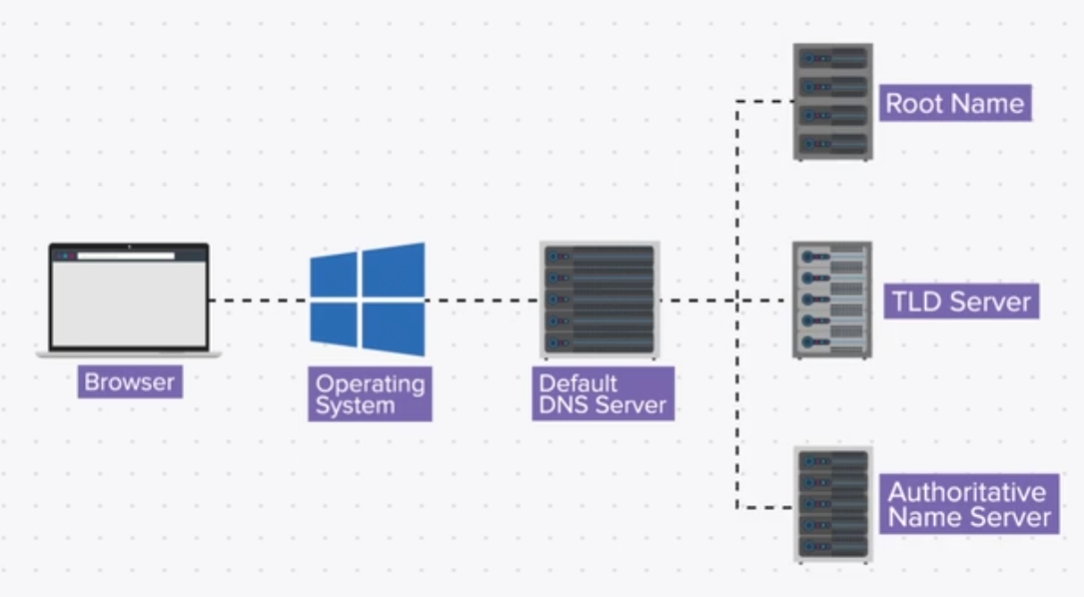 Root Name
TLD Server
Browser
Operating
System
Default
DNS Server
Authoritative
Name Server